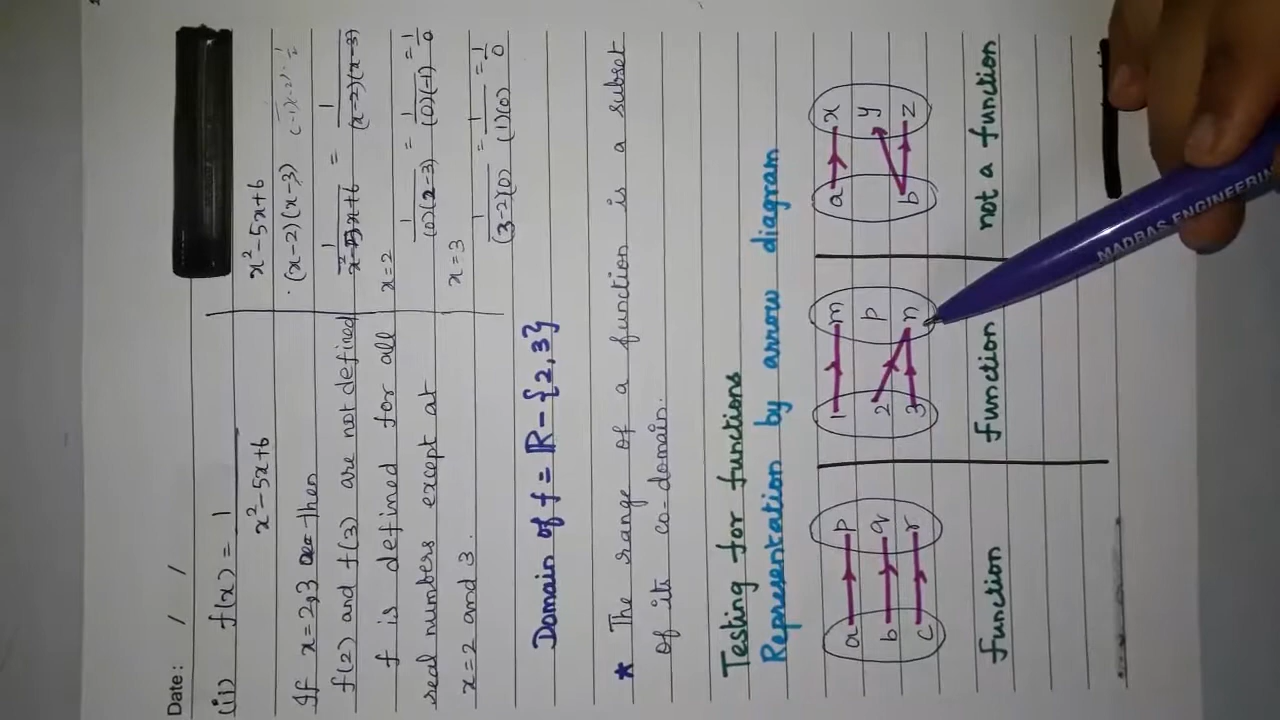 Date: / /
(ii) f(x) = 1
x² - 5x + 6
If x = 2,3 then
f(2) and f(3) are not defined
f is defined for all
real numbers except at
x = 2 and 3.
x² - 5x + 6
(x-2)(x-3)
1/x² - 5x + 6 = 1/(x-2)(x-3)
x = 2
1/(0)(2-3) = 1/(0)(-1) = 1/0
x = 3
1/(3-2)(0) = 1/(1)(0) = 1/0
Domain of f = ℝ - {2,3}
* The range of a function is a subset
of its co-domain.
Testing for functions
Representation by arrow diagram
a p 1 m a x
b q 2 p y
c r 3 n b z
function function not a function
MADRAS ENGINEERIN